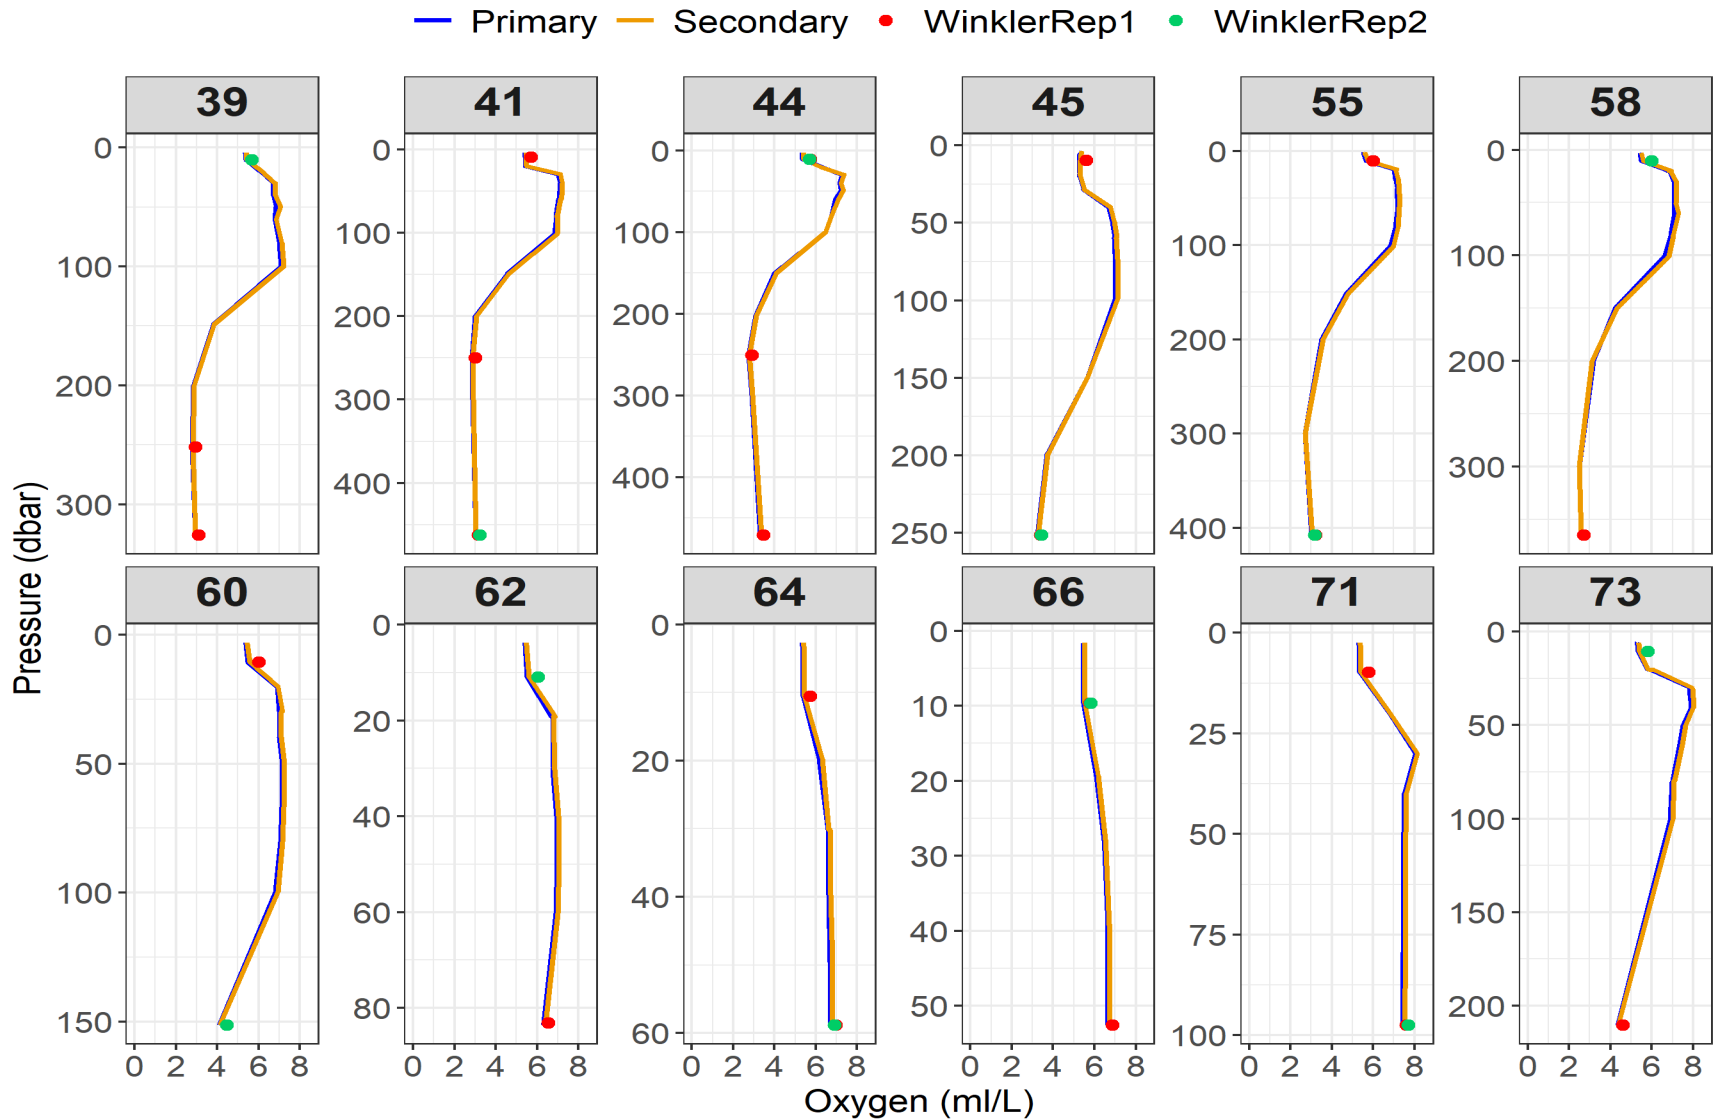 Primary Secondary WinklerRep1 WinklerRep2
39 41 44 45 55 58
0 100 200 300
0 100 200 300 400
0 100 200 300 400
0 50 100 150 200 250
0 100 200 300 400
0 100 200 300
Pressure (dbar)
60 62 64 66 71 73
0 50 100 150
0 20 40 60 80
0 20 40 60
0 10 20 30 40 50
0 25 50 75 100
0 50 100 150 200
0 2 4 6 8 0 2 4 6 8 0 2 4 6 8 0 2 4 6 8 0 2 4 6 8 0 2 4 6 8
Oxygen (ml/L)